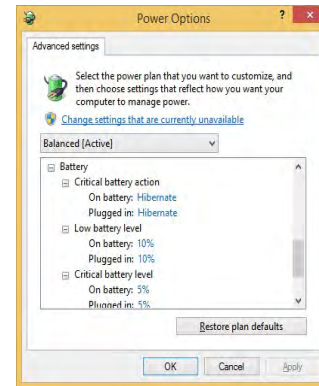 Power Options
?
×
Advanced settings
Select the power plan that you want to customize, and
then choose settings that reflect how you want your
computer to manage power.
Change settings that are currently unavailable
Balanced [Active]
Battery
Critical battery action
On battery: Hibernate
Plugged in: Hibernate
Low battery level
On battery: 10%
Plugged in: 10%
Critical battery level
On battery: 5%
Plugged in: 5%
Restore plan defaults
OK
Cancel
Apply